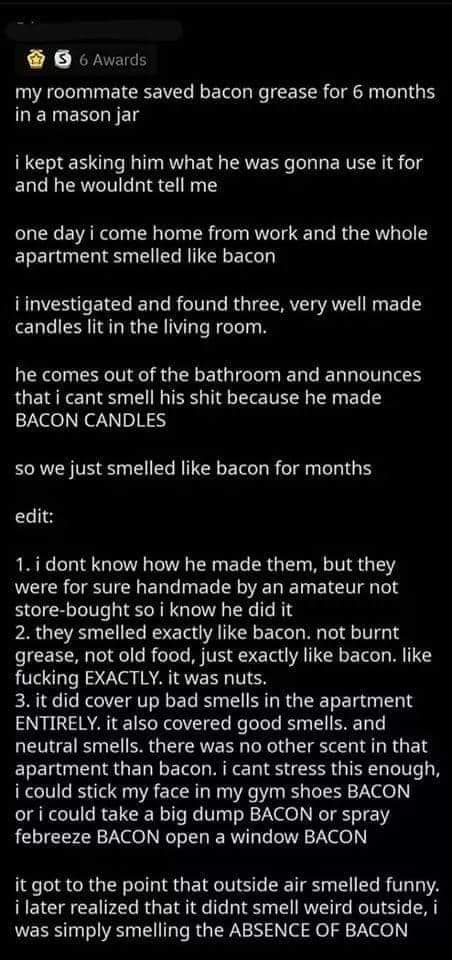 6 Awards
my roommate saved bacon grease for 6 months
in a mason jar
i kept asking him what he was gonna use it for
and he wouldnt tell me
one day i come home from work and the whole
apartment smelled like bacon
i investigated and found three, very well made
candles lit in the living room.
he comes out of the bathroom and announces
that i cant smell his shit because he made
BACON CANDLES
so we just smelled like bacon for months
edit:
1. i dont know how he made them, but they
were for sure handmade by an amateur not
store-bought so i know he did it
2. they smelled exactly like bacon. not burnt
grease, not old food, just exactly like bacon. like
fucking EXACTLY. it was nuts.
3. it did cover up bad smells in the apartment
ENTIRELY. it also covered good smells. and
neutral smells. there was no other scent in that
apartment than bacon. i cant stress this enough,
i could stick my face in my gym shoes BACON
or i could take a big dump BACON or spray
febreeze BACON open a window BACON
it got to the point that outside air smelled funny.
i later realized that it didnt smell weird outside, i
was simply smelling the ABSENCE OF BACON